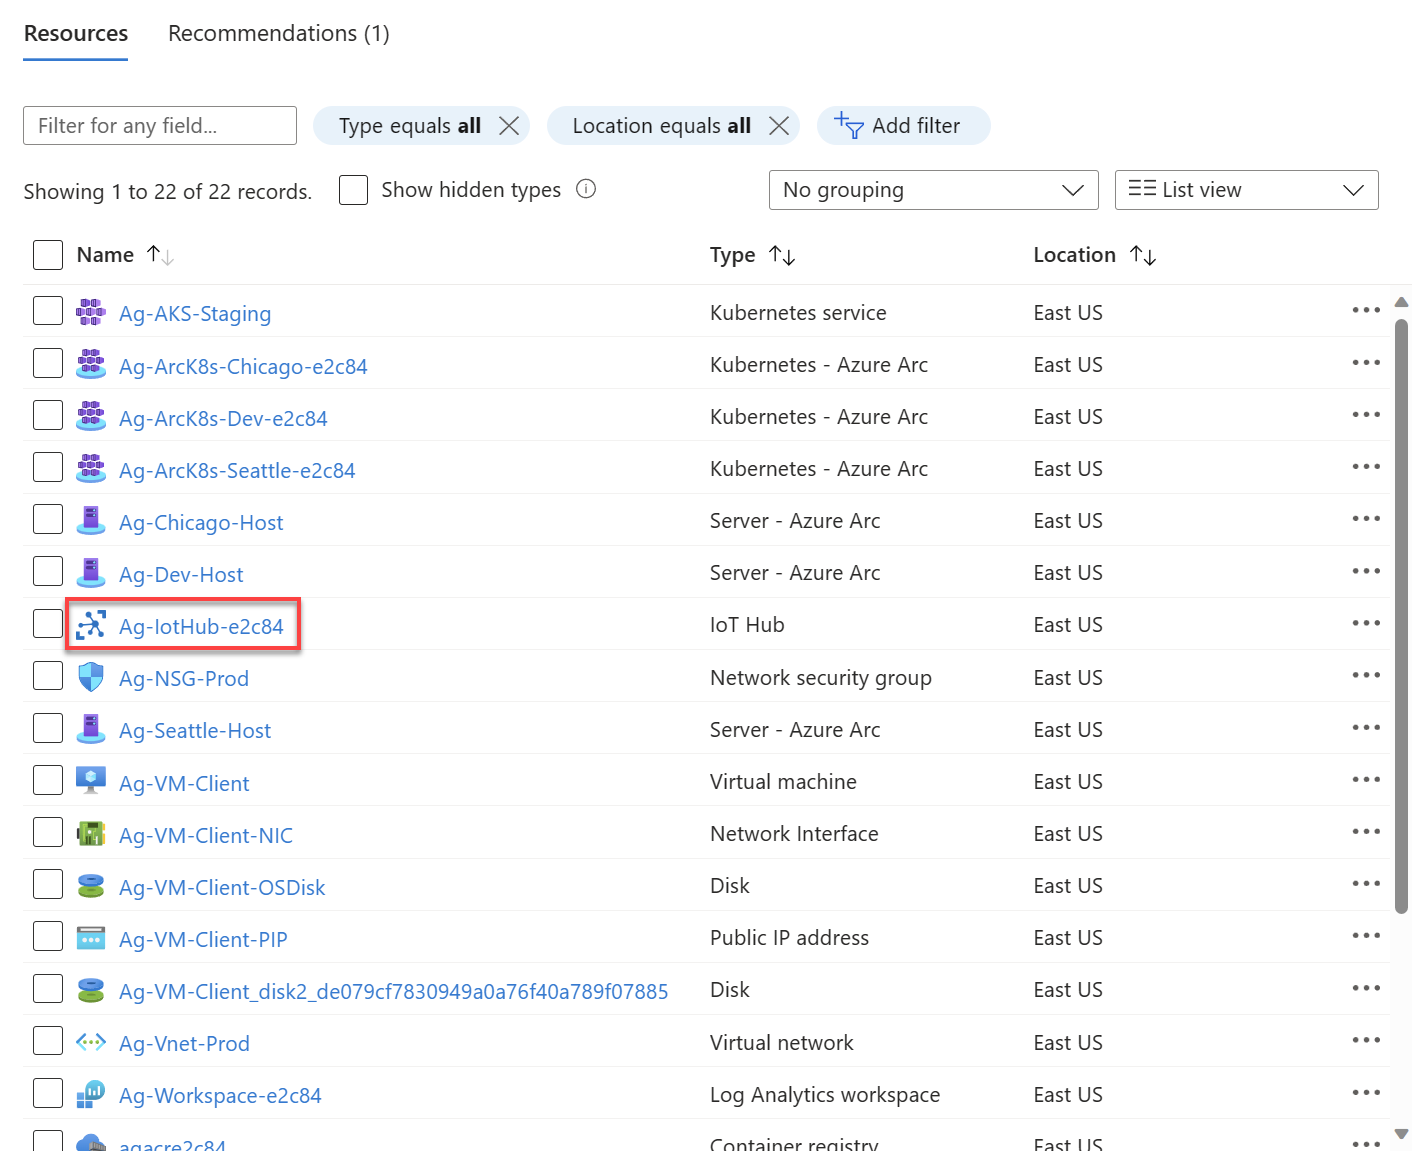 Resources Recommendations (1)
Filter for any field... Type equals all Location equals all Add filter
Showing 1 to 22 of 22 records. Show hidden types No grouping List view
Name Type Location
Ag-AKS-Staging Kubernetes service East US
Ag-ArcK8s-Chicago-e2c84 Kubernetes - Azure Arc East US
Ag-ArcK8s-Dev-e2c84 Kubernetes - Azure Arc East US
Ag-ArcK8s-Seattle-e2c84 Kubernetes - Azure Arc East US
Ag-Chicago-Host Server - Azure Arc East US
Ag-Dev-Host Server - Azure Arc East US
Ag-IotHub-e2c84 IoT Hub East US
Ag-NSG-Prod Network security group East US
Ag-Seattle-Host Server - Azure Arc East US
Ag-VM-Client Virtual machine East US
Ag-VM-Client-NIC Network Interface East US
Ag-VM-Client-OSDisk Disk East US
Ag-VM-Client-PIP Public IP address East US
Ag-VM-Client_disk2_de079cf7830949a0a76f40a789f07885 Disk East US
Ag-Vnet-Prod Virtual network East US
Ag-Workspace-e2c84 Log Analytics workspace East US
agacre2c84 Container registry East US